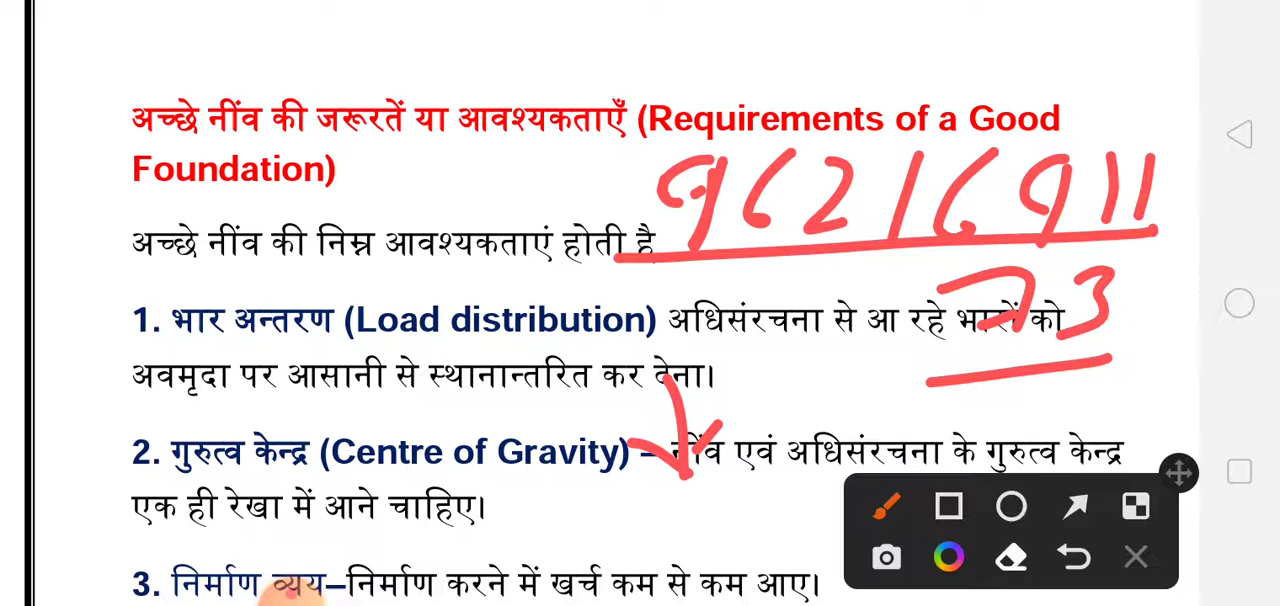 अच्छे नींव की जरूरतें या आवश्यकताएँ (Requirements of a Good
Foundation)
96216911
अच्छे नींव की निम्न आवश्यकताएं होती है
73
1. भार अन्तरण (Load distribution) अधिसंरचना से आ रहे भारों को
अवमृदा पर आसानी से स्थानान्तरित कर देना।
2. गुरुत्व केन्द्र (Centre of Gravity) – नींव एवं अधिसंरचना के गुरुत्व केन्द्र
एक ही रेखा में आने चाहिए।
3. निर्माण व्यय–निर्माण करने में खर्च कम से कम आए।